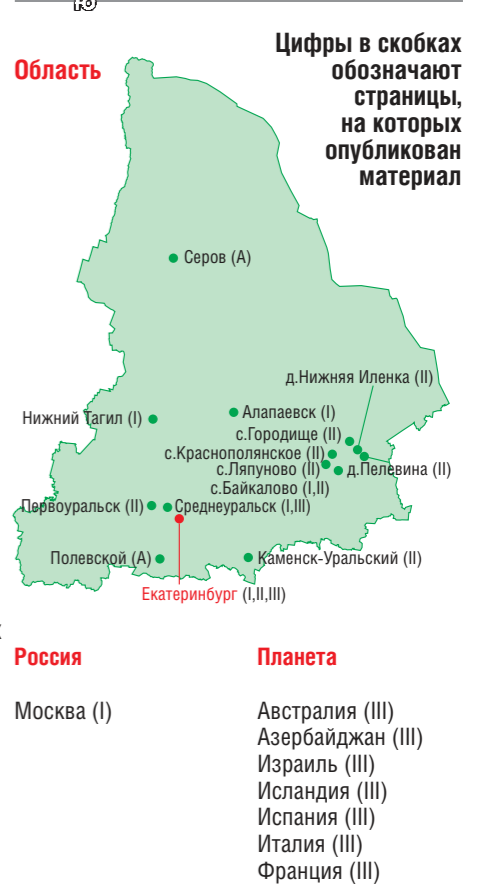 Цифры в скобках
обозначают
страницы,
на которых
опубликован
материал
Область
Серов (А)
д.Нижняя Иленка (II)
Нижний Тагил (I)
Алапаевск (I)
с.Городище (II)
с.Краснополянское (II)
с.Ляпуново (II)
д.Пелевина (II)
с.Байкалово (I,II)
Первоуральск (II)
Среднеуральск (I,III)
Полевской (А)
Каменск-Уральский (II)
Екатеринбург (I,II,III)
Россия
Москва (I)
Планета
Австралия (III)
Азербайджан (III)
Израиль (III)
Исландия (III)
Испания (III)
Италия (III)
Франция (III)